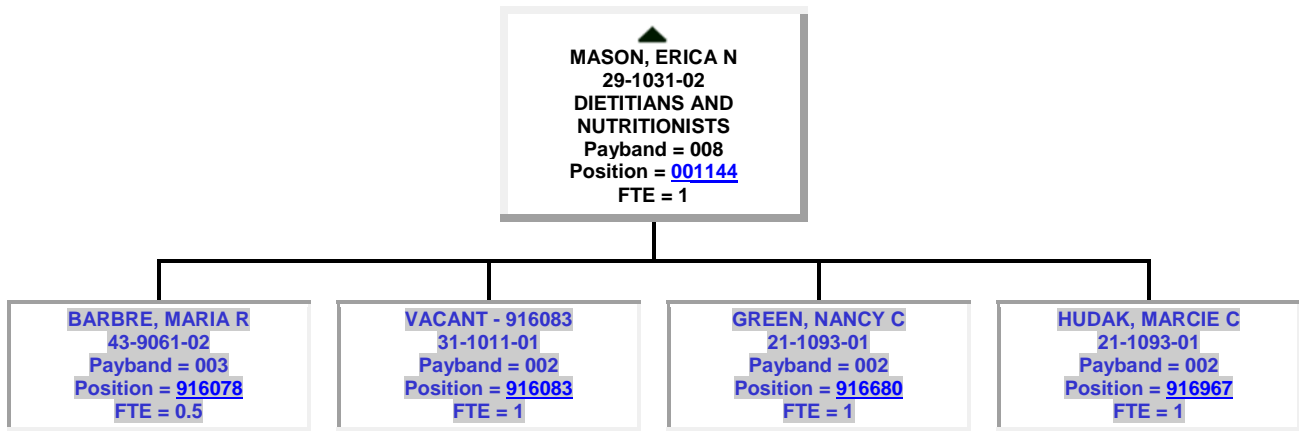 MASON, ERICA N
29-1031-02
DIETITIANS AND
NUTRITIONISTS
Payband = 008
Position = 001144
FTE = 1
BARBRE, MARIA R
43-9061-02
Payband = 003
Position = 916078
FTE = 0.5
VACANT - 916083
31-1011-01
Payband = 002
Position = 916083
FTE = 1
GREEN, NANCY C
21-1093-01
Payband = 002
Position = 916680
FTE = 1
HUDAK, MARCIE C
21-1093-01
Payband = 002
Position = 916967
FTE = 1